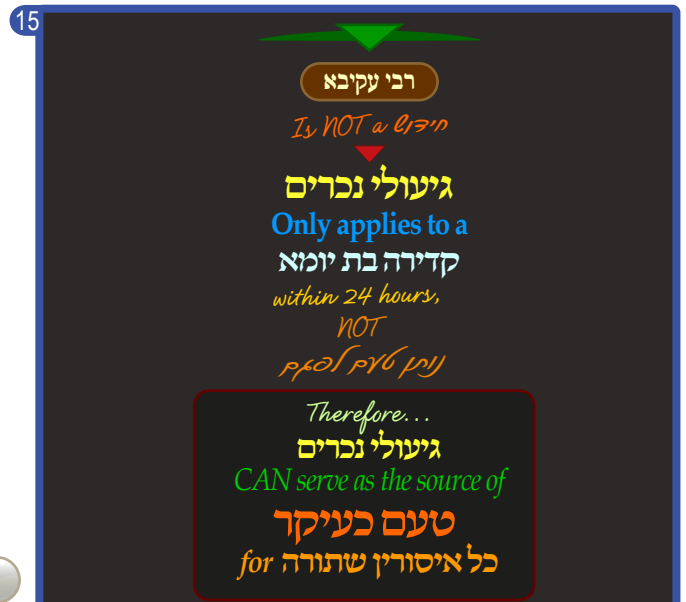 15
רבי עקיבא
Is NOT a חידוש
גיעולי נכרים
Only applies to a
קדירה בת יומא
within 24 hours,
NOT
נותן טעם לפגם
Therefore...
גיעולי נכרים
CAN serve as the source of
טעם כעיקר
for כל איסורין שתורה